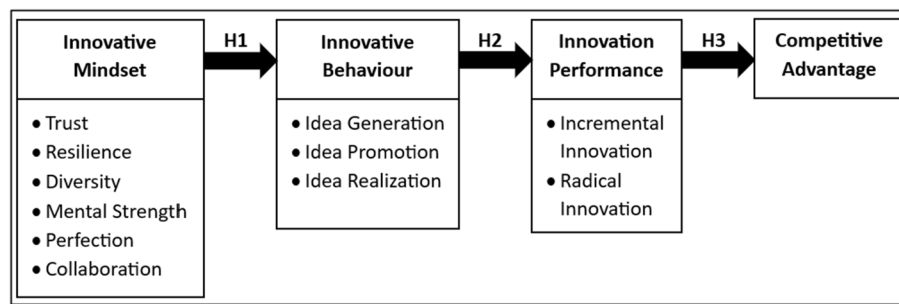 Innovative
Mindset
• Trust
• Resilience
• Diversity
• Mental Strength
• Perfection
• Collaboration
H1
Innovative
Behaviour
• Idea Generation
• Idea Promotion
• Idea Realization
H2
Innovation
Performance
• Incremental
Innovation
• Radical
Innovation
H3
Competitive
Advantage